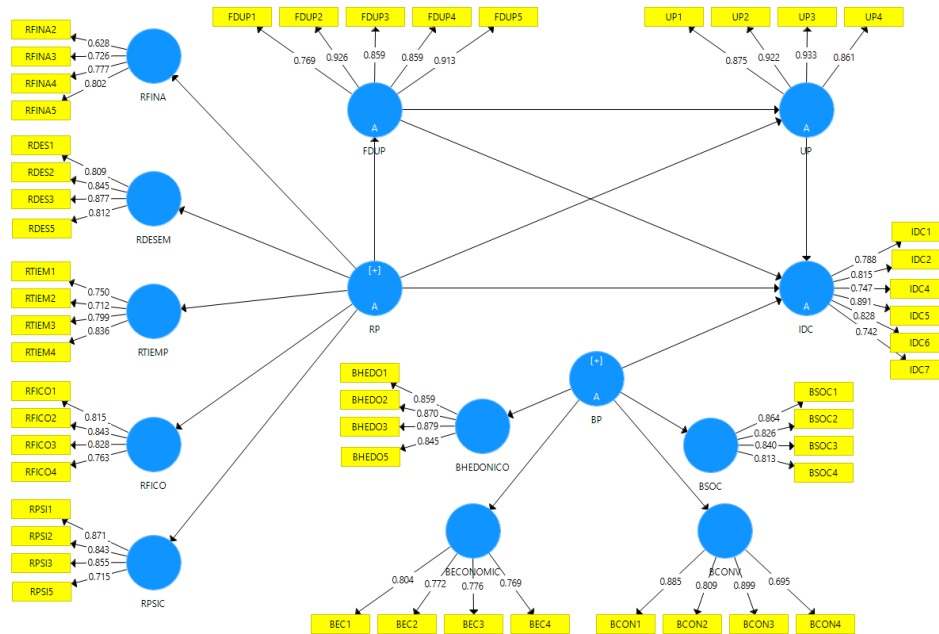 FDUP1 FDUP2 FDUP3 FDUP4 FDUP5
0.769 0.926 0.859 0.859 0.913
A
FDUP
UP1 UP2 UP3 UP4
0.875 0.922 0.933 0.861
A
UP
RFINA2 0.628
RFINA3 0.726
RFINA4 0.777
RFINA5 0.802
RFINA
RDES1 0.809
RDES2 0.845
RDES3 0.877
RDES5 0.812
RDESEM
RTIEM1 0.750
RTIEM2 0.712
RTIEM3 0.799
RTIEM4 0.836
RTIEMP
[+]
A
RP
IDC1 0.788
IDC2 0.815
IDC4 0.747
IDC5 0.891
IDC6 0.828
IDC7 0.742
A
IDC
RFICO1 0.815
RFICO2 0.843
RFICO3 0.828
RFICO4 0.763
RFICO
[+]
A
BP
BHEDO1 0.859
BHEDO2 0.870
BHEDO3 0.879
BHEDO5 0.845
BHEDONICO
BSOC1 0.864
BSOC2 0.826
BSOC3 0.840
BSOC4 0.813
BSOC
RPSI1 0.871
RPSI2 0.843
RPSI3 0.855
RPSI5 0.715
RPSIC
BECONOMIC
0.804 0.772 0.776 0.769
BEC1 BEC2 BEC3 BEC4
BCONV
0.885 0.809 0.899 0.695
BCON1 BCON2 BCON3 BCON4